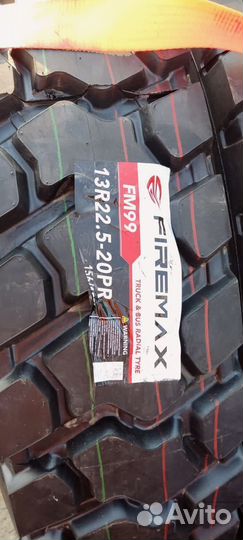 FIREMAX
TRUCK & BUS RADIAL TYRE
FM99
13R22.5-20PR
WARNING
Avito